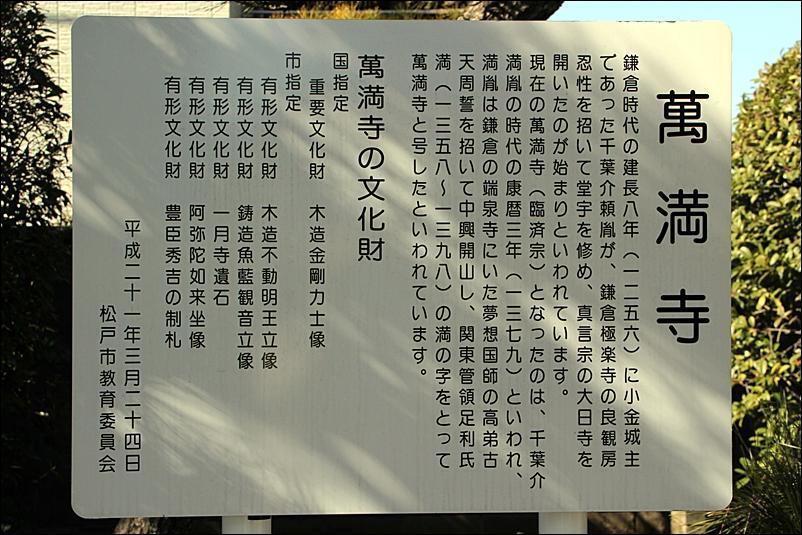 萬満寺
鎌倉時代の建長八年（一二五六）に小金城主
であった千葉介頼胤が、鎌倉極楽寺の良観房
忍性を招いて堂宇を修め、真言宗の大日寺を
開いたのが始まりといわれています。
現在の萬満寺（臨済宗）となったのは、千葉介
満胤の時代の康暦三年（一三七九）といわれ、
満胤は鎌倉の端泉寺にいた夢想国師の高弟古
天周誓を招いて中興開山し、関東管領足利氏
満（一三五八～一三九八）の満の字をとって
萬満寺と号したといわれています。
萬満寺の文化財
国指定
重要文化財　木造金剛力士像
市指定
有形文化財　木造不動明王立像
有形文化財　鋳造魚藍観音立像
有形文化財　一月寺遺石
有形文化財　阿弥陀如来坐像
有形文化財　豊臣秀吉の制札
平成二十一年三月二十四日
松戸市教育委員会